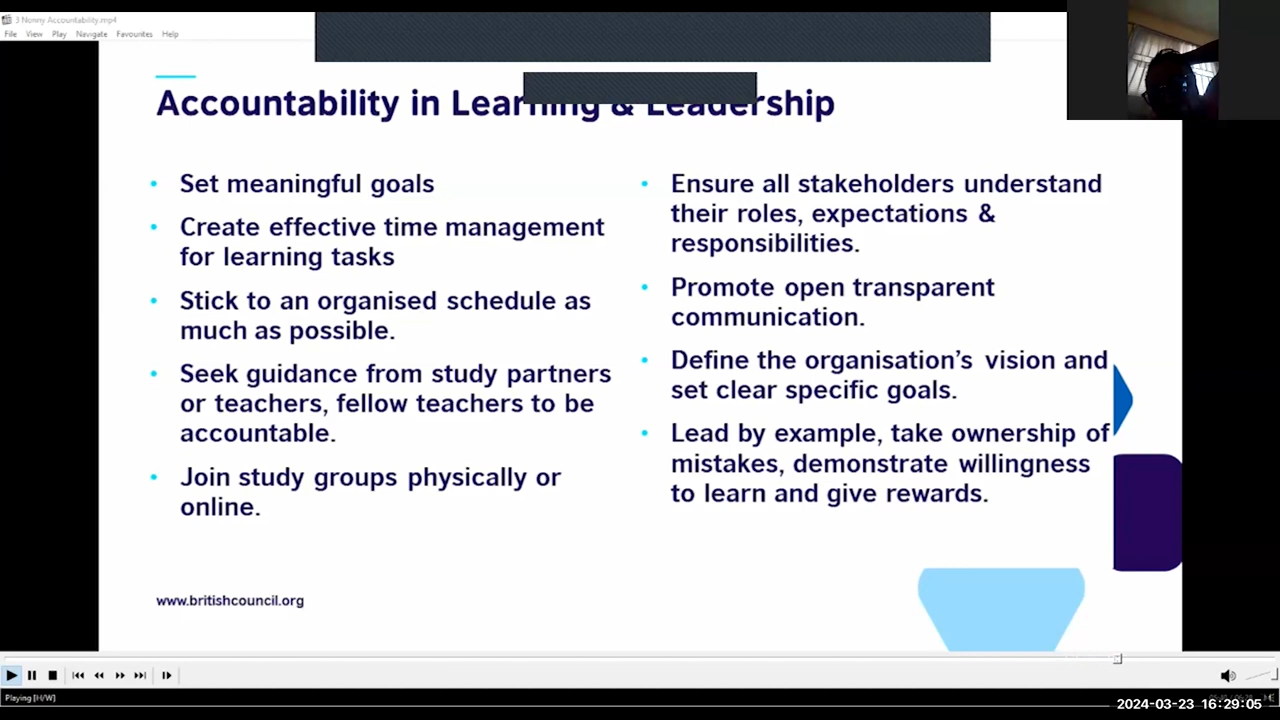 3 Nonny Accountability.mp4
File View Play Navigate Favourites Help
Accountability in Learning & Leadership
Set meaningful goals
Create effective time management
for learning tasks
Stick to an organised schedule as
much as possible.
Seek guidance from study partners
or teachers, fellow teachers to be
accountable.
Join study groups physically or
online.
Ensure all stakeholders understand
their roles, expectations &
responsibilities.
Promote open transparent
communication.
Define the organisation’s vision and
set clear specific goals.
Lead by example, take ownership of
mistakes, demonstrate willingness
to learn and give rewards.
www.britishcouncil.org
Playing [H/W]
2024-03-23 16:29:05